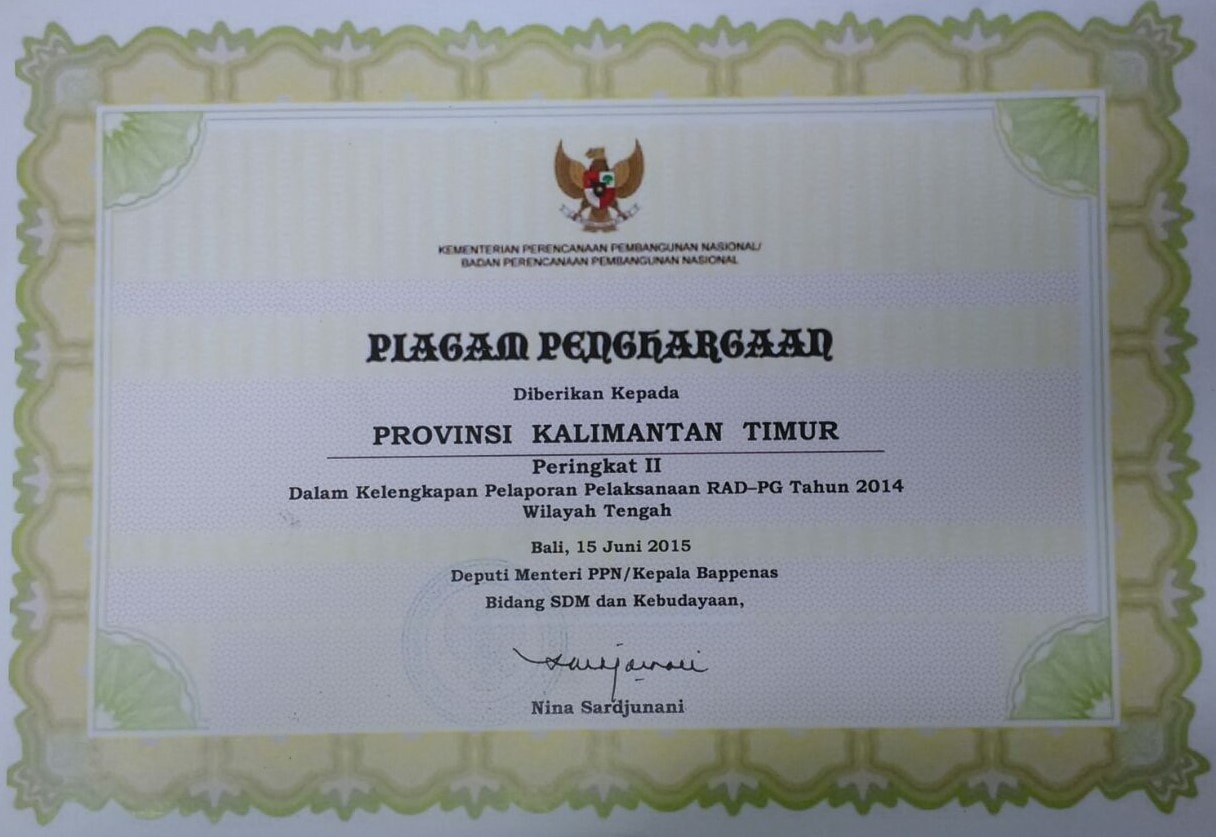 KEMENTERIAN PERENCANAAN PEMBANGUNAN NASIONAL/
BADAN PERENCANAAN PEMBANGUNAN NASIONAL
PIAGAM PENGHARGAAN
Diberikan Kepada
PROVINSI KALIMANTAN TIMUR
Peringkat II
Dalam Kelengkapan Pelaporan Pelaksanaan RAD–PG Tahun 2014
Wilayah Tengah
Bali, 15 Juni 2015
Deputi Menteri PPN/Kepala Bappenas
Bidang SDM dan Kebudayaan,
Nina Sardjunani